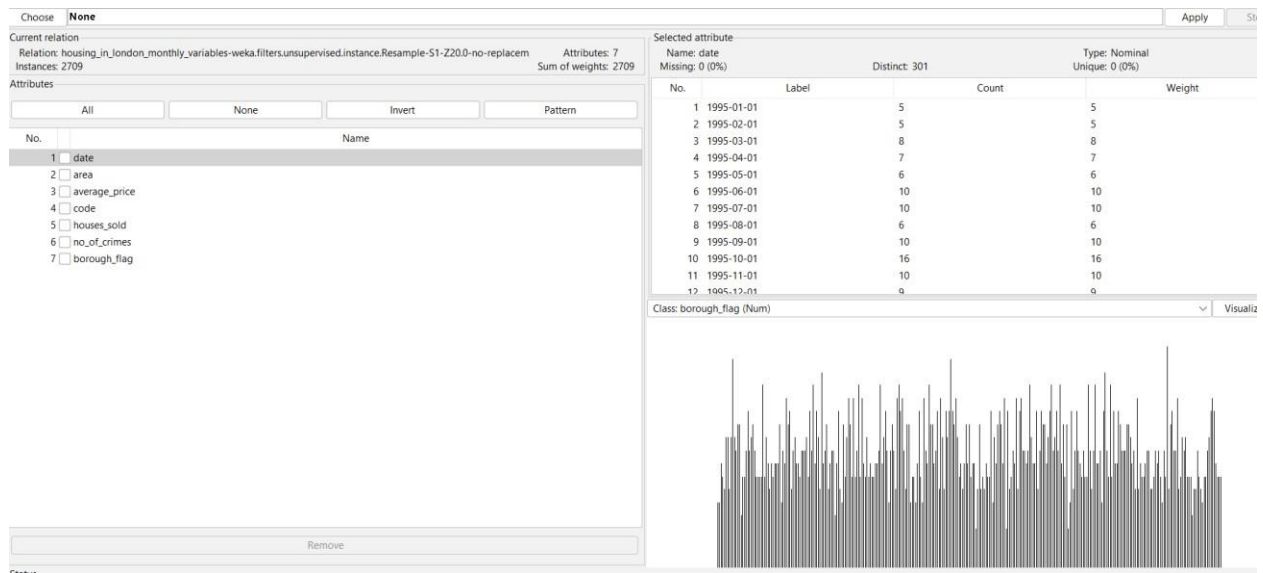 Choose None Apply
Current relation
Relation: housing_in_london_monthly_variables-weka.filters.unsupervised.instance.Resample-S1-Z20.0-no-replacem Attributes: 7
Instances: 2709 Sum of weights: 2709
Attributes
All None Invert Pattern
No. Name
1 date
2 area
3 average_price
4 code
5 houses_sold
6 no_of_crimes
7 borough_flag
Remove
Selected attribute
Name: date Type: Nominal
Missing: 0 (0%) Distinct: 301 Unique: 0 (0%)
No. Label Count Weight
1 1995-01-01 5 5
2 1995-02-01 5 5
3 1995-03-01 8 8
4 1995-04-01 7 7
5 1995-05-01 6 6
6 1995-06-01 10 10
7 1995-07-01 10 10
8 1995-08-01 6 6
9 1995-09-01 10 10
10 1995-10-01 16 16
11 1995-11-01 10 10
12 1995-12-01 9 9
Class: borough_flag (Num) Visualiz